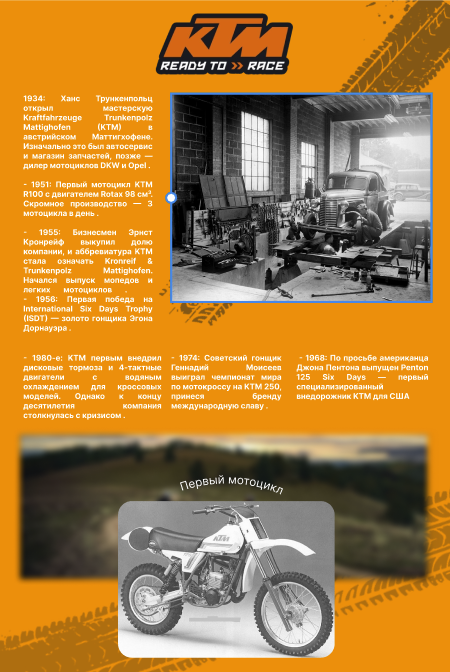 KTM
READY TO >> RACE
1934: Ханс Трункенпольц
открыл мастерскую
Kraftfahrzeuge Trunkenpolz
Mattighofen (KTM) в
австрийском Маттигхофене.
Изначально это был автосервис
и магазин запчастей, позже —
дилер мотоциклов DKW и Opel .
- 1951: Первый мотоцикл KTM
R100 с двигателем Rotax 98 см³.
Скромное производство — 3
мотоцикла в день .
- 1955: Бизнесмен Эрнст
Кронрейф выкупил долю
компании, и аббревиатура KTM
стала означать Kronreif &
Trunkenpolz Mattighofen.
Начался выпуск мопедов и
легких мотоциклов .
- 1956: Первая победа на
International Six Days Trophy
(ISDT) — золото гонщика Эгона
Дорнауэра .
- 1980-е: KTM первым внедрил
дисковые тормоза и 4-тактные
двигатели с водяным
охлаждением для кроссовых
моделей. Однако к концу
десятилетия компания
столкнулась с кризисом .
- 1974: Советский гонщик
Геннадий Моисеев
выиграл чемпионат мира
по мотокроссу на KTM 250,
принеся бренду
международную славу .
- 1968: По просьбе американца
Джона Пентона выпущен Penton
125 Six Days — первый
специализированный
внедорожник KTM для США
Первый мотоцикл
KTM